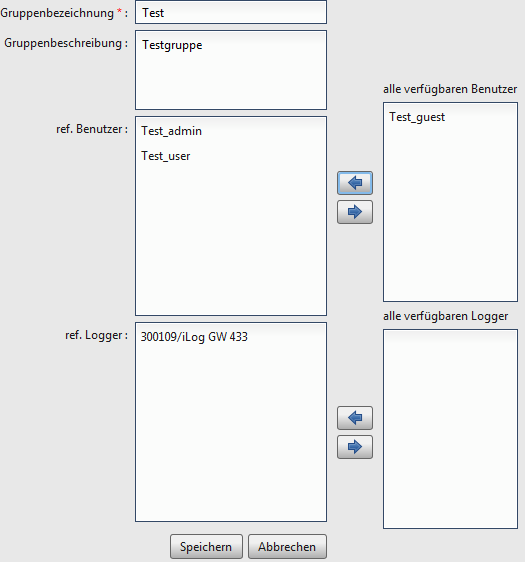 Gruppenbezeichnung * : Test
Gruppenbeschreibung : Testgruppe
alle verfügbaren Benutzer
ref. Benutzer : Test_admin
Test_user
Test_guest
alle verfügbaren Logger
ref. Logger : 300109/iLog GW 433
Speichern Abbrechen